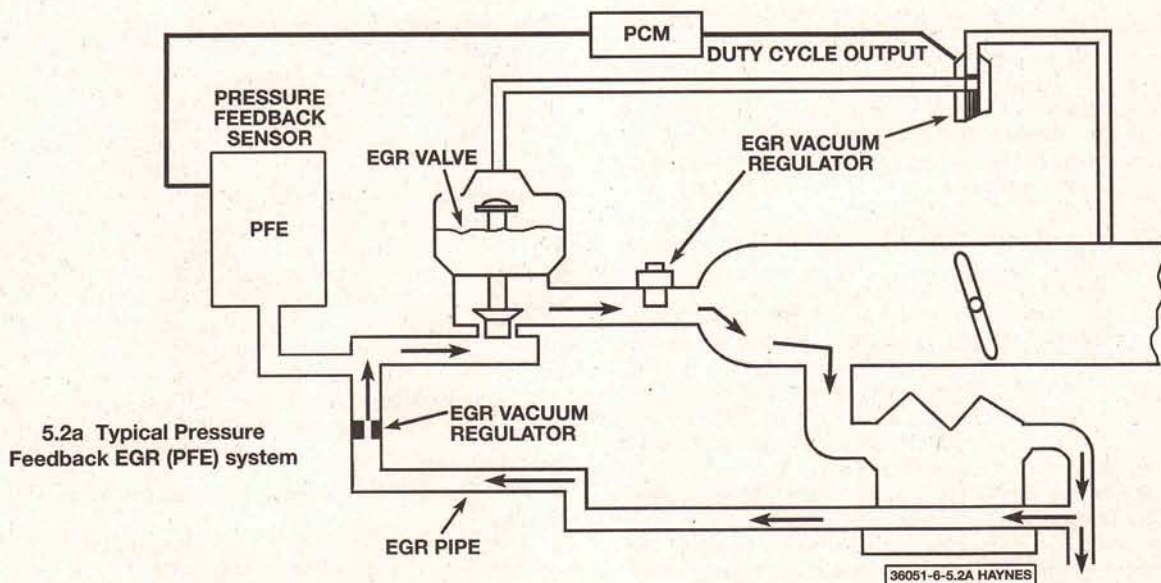 PCM
DUTY CYCLE OUTPUT
PRESSURE
FEEDBACK
SENSOR
EGR VALVE
EGR VACUUM
REGULATOR
PFE
EGR VACUUM
REGULATOR
5.2a Typical Pressure
Feedback EGR (PFE) system
EGR PIPE
36051-6-5.2A HAYNES